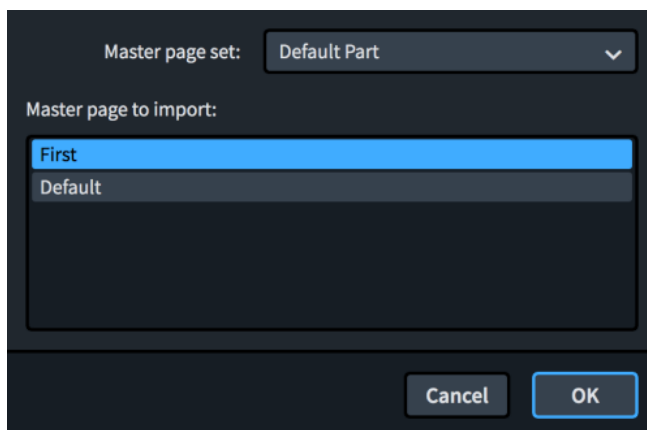 Master page set: Default Part
Master page to import:
First
Default
Cancel OK